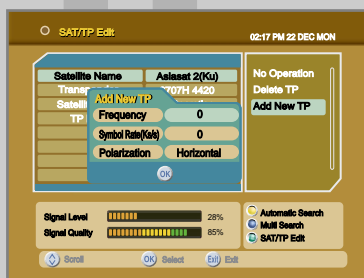 SAT/TP Edit
02:17 PM 22 DEC MON
Satellite Name Asiasat 2(Ku)
3707H 4420
TP
Add New TP
Frequency 0
Symbol Rate(Ks/s) 0
Polarization Horizontal
OK
No Operation
Delete TP
Add New TP
Signal Level 28%
Signal Quality 85%
Automatic Search
Multi Search
SAT/TP Edit
Scroll
OK Select
Exit Exit